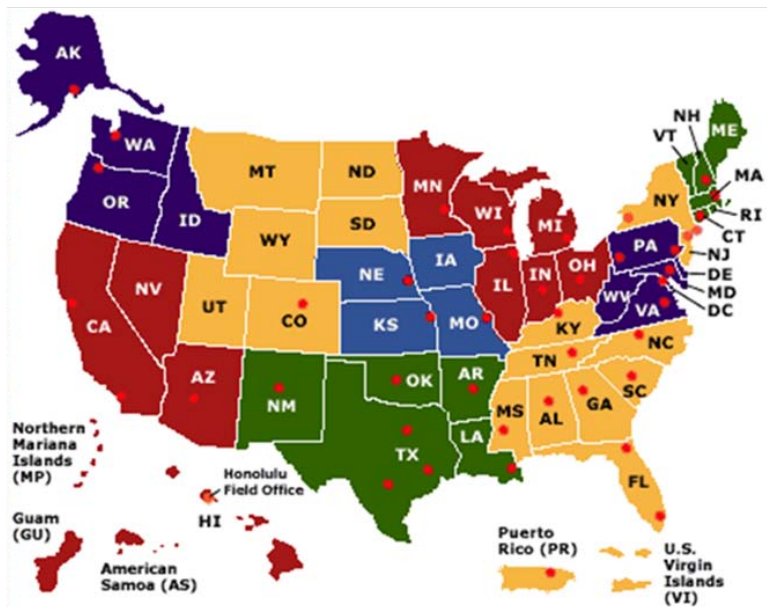 AK
WA
OR
ID
MT
ND
SD
WY
UT
CO
NV
CA
AZ
NM
NE
KS
IA
MO
MN
WI
MI
IL
IN
OH
KY
TN
OK
AR
TX
LA
MS
AL
GA
FL
SC
NC
VA
WV
PA
NY
VT
NH
ME
MA
RI
CT
NJ
DE
MD
DC
Northern
Mariana
Islands
(MP)
Honolulu
Field Office
HI
Guam
(GU)
American
Samoa (AS)
Puerto
Rico (PR)
U.S.
Virgin
Islands
(VI)